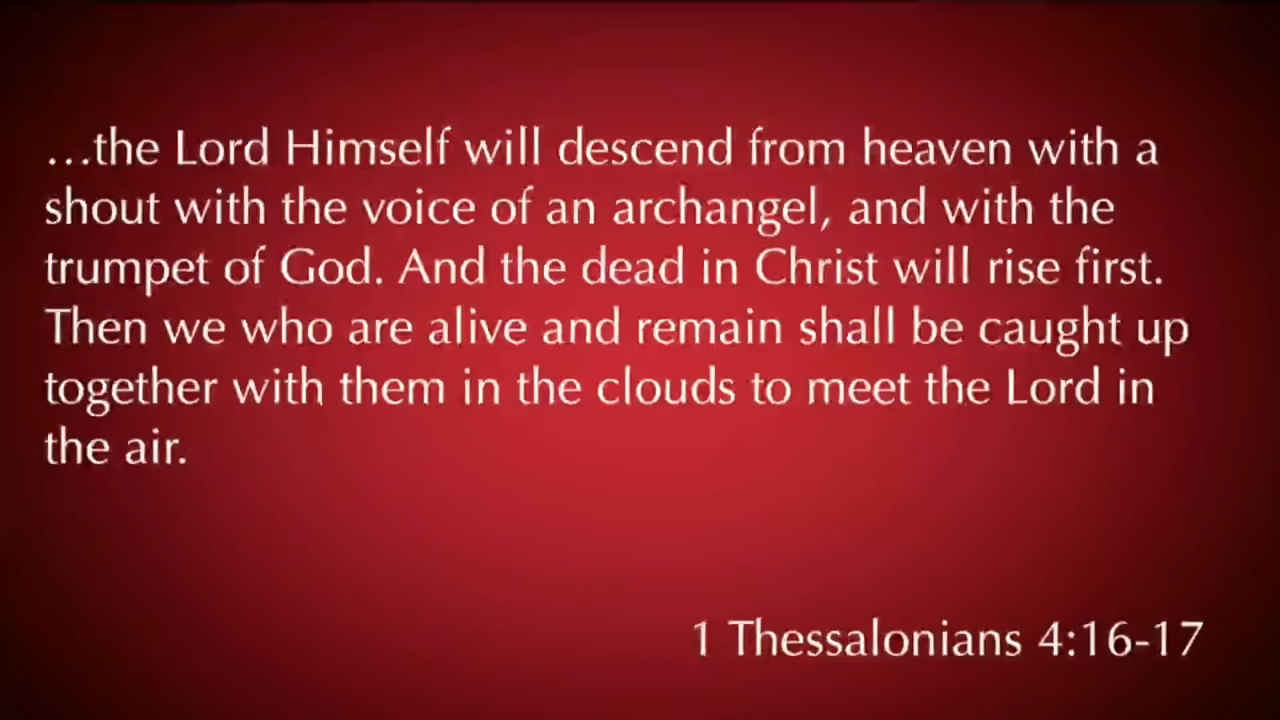 …the Lord Himself will descend from heaven with a
shout with the voice of an archangel, and with the
trumpet of God. And the dead in Christ will rise first.
Then we who are alive and remain shall be caught up
together with them in the clouds to meet the Lord in
the air.
1 Thessalonians 4:16-17